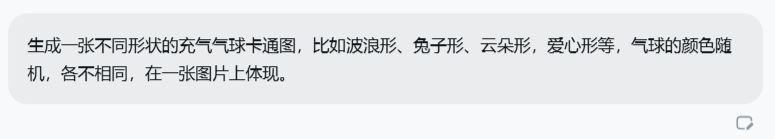 生成一张不同形状的充气气球卡通图，比如波浪形、兔子形、云朵形，爱心形等，气球的颜色随
机，各不相同，在一张图片上体现。